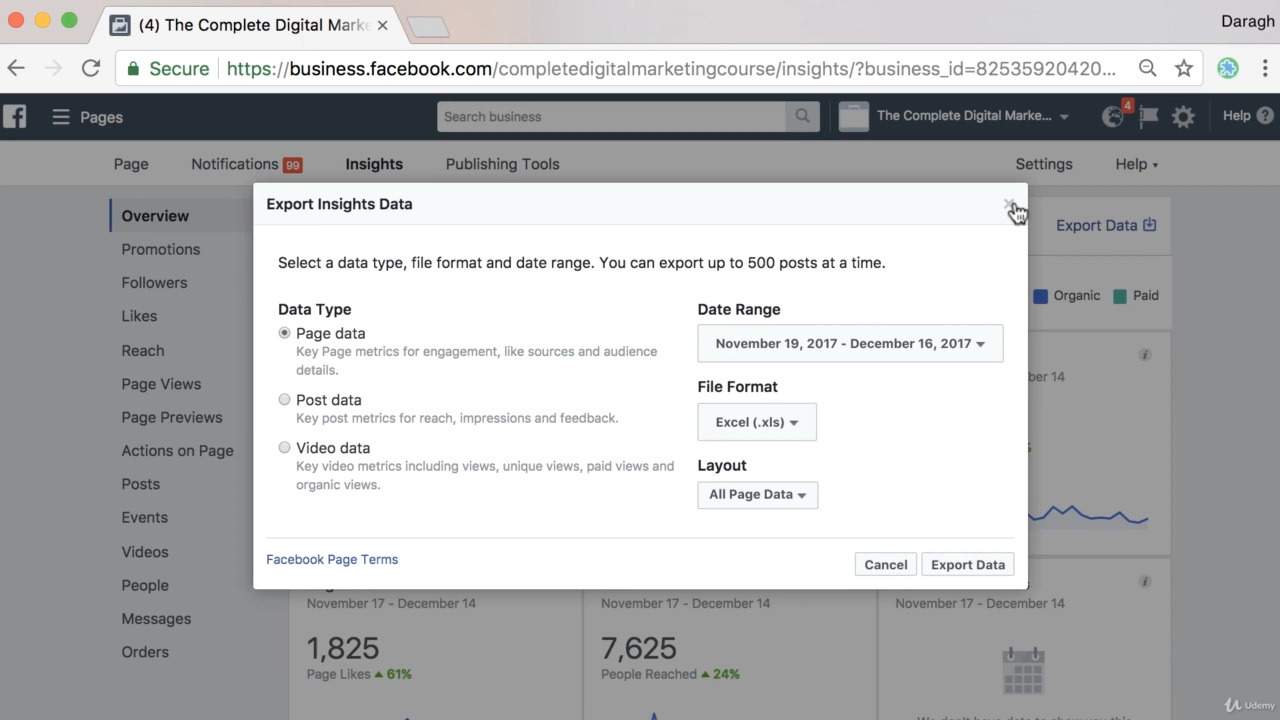 (4) The Complete Digital Marke
Daragh
Secure
https://business.facebook.com/completedigitalmarketingcourse/insights/?business_id=82535920420...
Pages
Search business
The Complete Digital Marke...
4
Help
Page
Notifications 99
Insights
Publishing Tools
Settings
Help
Overview
Promotions
Followers
Likes
Reach
Page Views
Page Previews
Actions on Page
Posts
Events
Videos
People
Messages
Orders
Export Insights Data
Select a data type, file format and date range. You can export up to 500 posts at a time.
Data Type
Page data
Key Page metrics for engagement, like sources and audience
details.
Post data
Key post metrics for reach, impressions and feedback.
Video data
Key video metrics including views, unique views, paid views and
organic views.
Date Range
November 19, 2017 - December 16, 2017
File Format
Excel (.xls)
Layout
All Page Data
Facebook Page Terms
Cancel
Export Data
Export Data
Organic
Paid
ber 14
November 17 - December 14
1,825
Page Likes 61%
November 17 - December 14
7,625
People Reached 24%
November 17 - December 14
Udemy